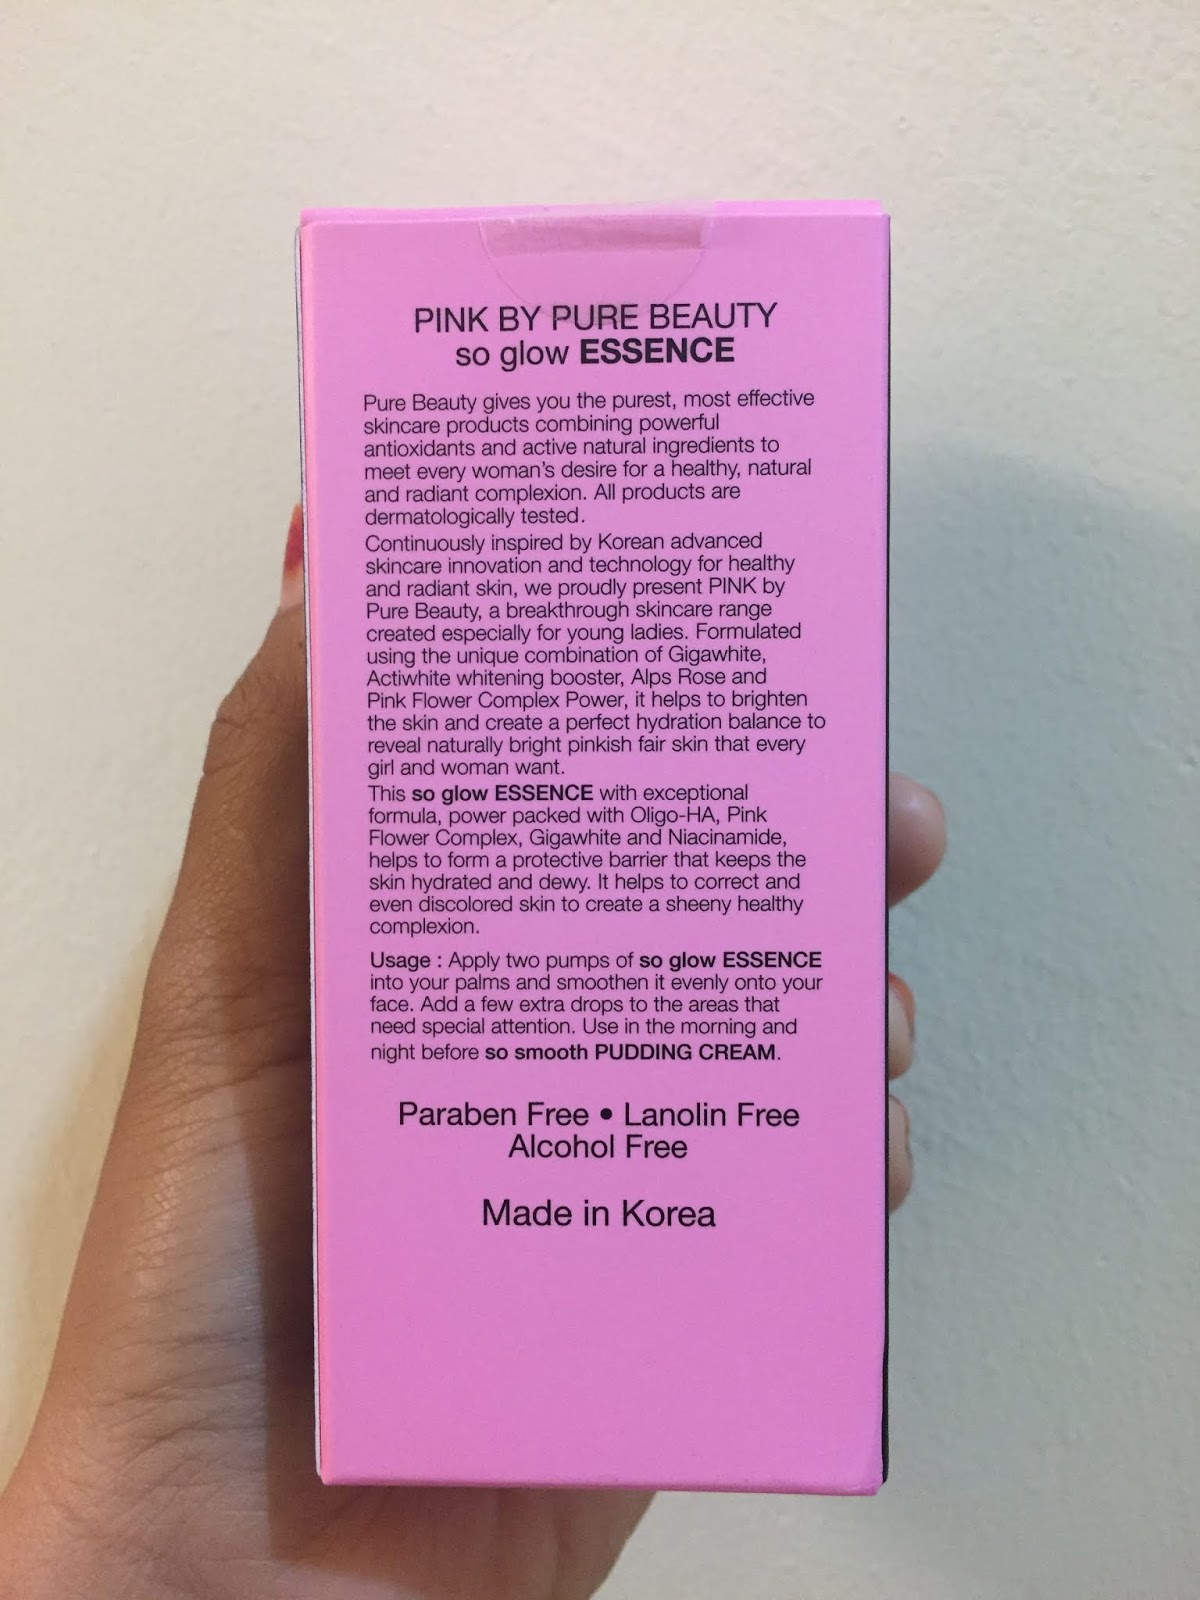 PINK BY PURE BEAUTY
so glow ESSENCE
Pure Beauty gives you the purest, most effective
skincare products combining powerful
antioxidants and active natural ingredients to
meet every woman's desire for a healthy, natural
and radiant complexion. All products are
dermatologically tested.
Continuously inspired by Korean advanced
skincare innovation and technology for healthy
and radiant skin, we proudly present PINK by
Pure Beauty, a breakthrough skincare range
created especially for young ladies. Formulated
using the unique combination of Gigawhite,
Actiwhite whitening booster, Alps Rose and
Pink Flower Complex Power, it helps to brighten
the skin and create a perfect hydration balance to
reveal naturally bright pinkish fair skin that every
girl and woman want.
This so glow ESSENCE with exceptional
formula, power packed with Oligo-HA, Pink
Flower Complex, Gigawhite and Niacinamide,
helps to form a protective barrier that keeps the
skin hydrated and dewy. It helps to correct and
even discolored skin to create a sheeny healthy
complexion.
Usage : Apply two pumps of so glow ESSENCE
into your palms and smoothen it evenly onto your
face. Add a few extra drops to the areas that
need special attention. Use in the morning and
night before so smooth PUDDING CREAM.
Paraben Free • Lanolin Free
Alcohol Free
Made in Korea